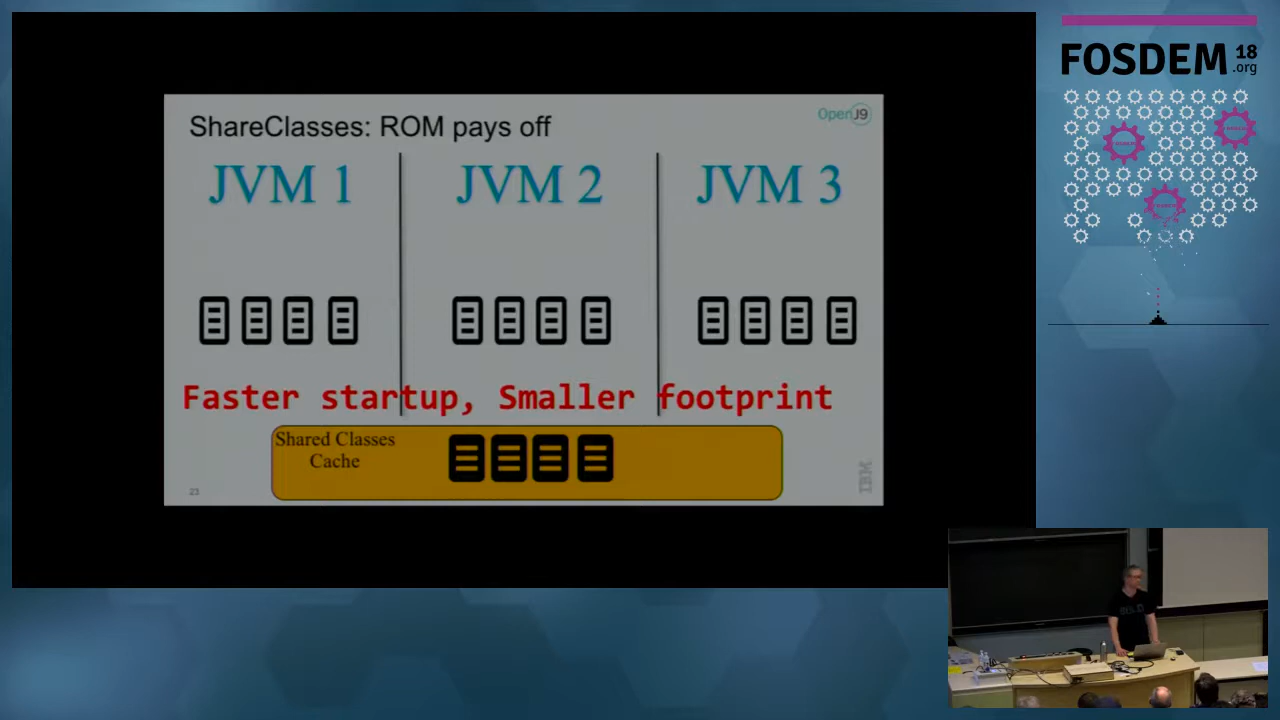 ShareClasses: ROM pays off
OpenJ9
JVM 1
JVM 2
JVM 3
Faster startup, Smaller footprint
Shared Classes
Cache
23
IBM
FOSDEM 18
.org